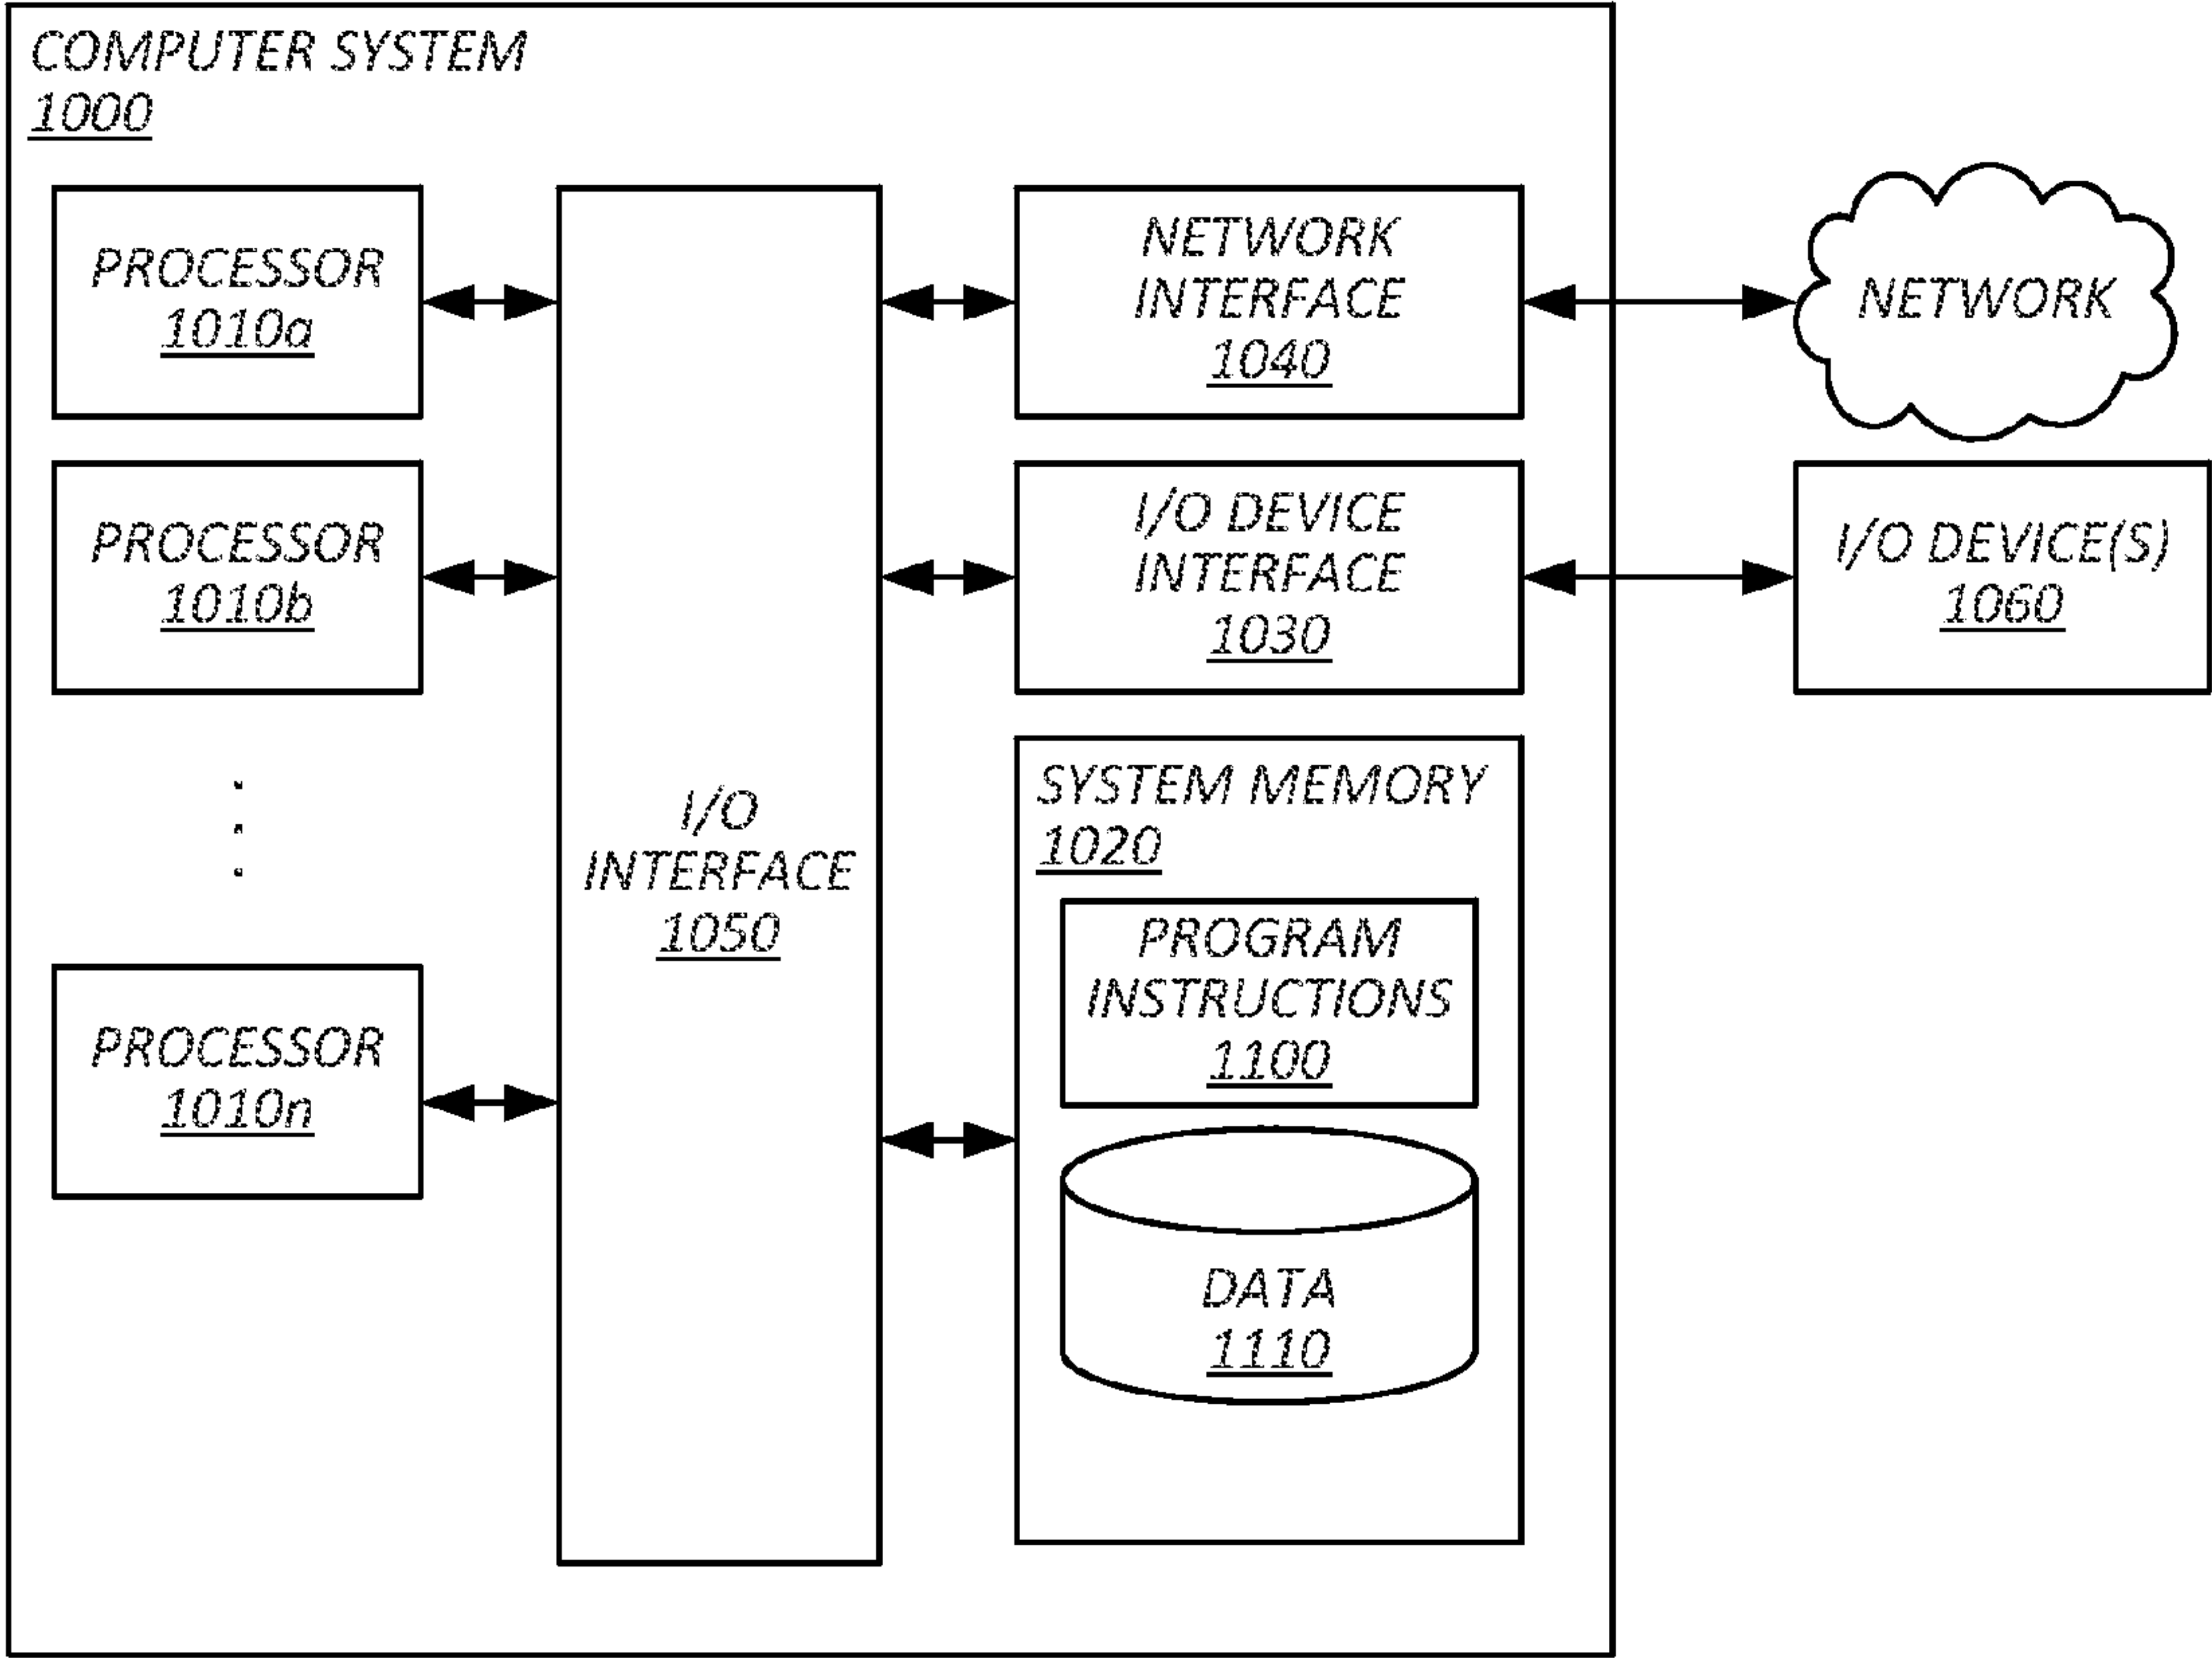 COMPUTER SYSTEM
1000
PROCESSOR
1010a
PROCESSOR
1010b
PROCESSOR
1010n
I/O
INTERFACE
1050
NETWORK
INTERFACE
1040
I/O DEVICE
INTERFACE
1030
SYSTEM MEMORY
1020
PROGRAM
INSTRUCTIONS
1100
DATA
1110
NETWORK
I/O DEVICE(S)
1060